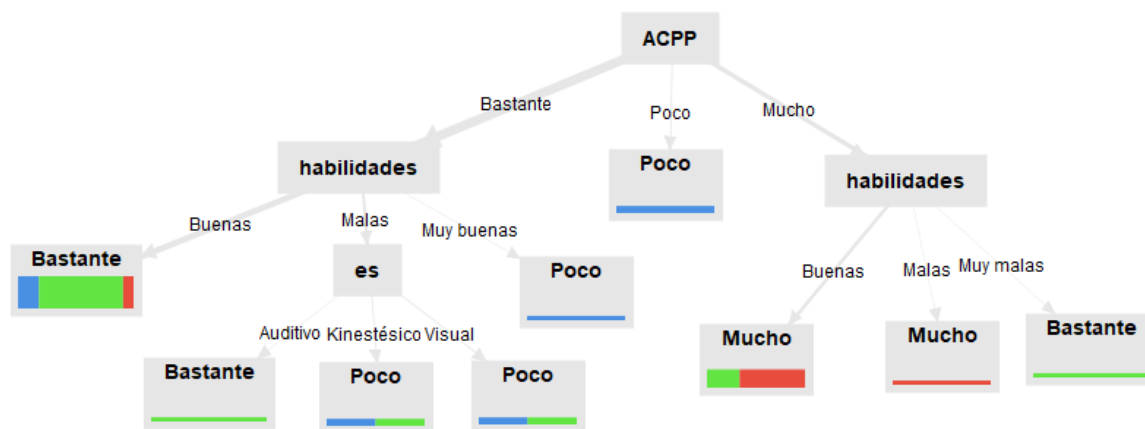 ACPP
Bastante
Poco
Mucho
habilidades
Poco
habilidades
Buenas
Malas
Muy buenas
Buenas
Malas
Muy malas
Bastante
es
Poco
Auditivo
Kinestésico
Visual
Mucho
Mucho
Bastante
Bastante
Poco
Poco